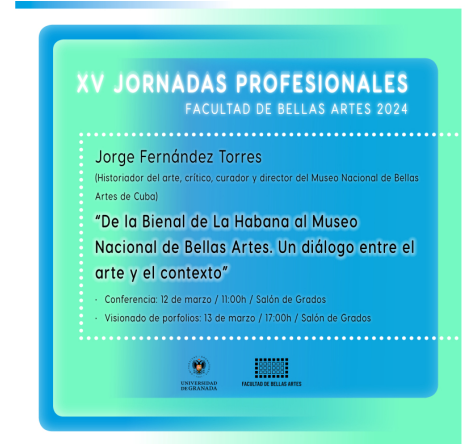 XV JORNADAS PROFESIONALES
FACULTAD DE BELLAS ARTES 2024
Jorge Fernández Torres
(Historiador del arte, crítico, curador y director del Museo Nacional de Bellas
Artes de Cuba)
“De la Bienal de La Habana al Museo
Nacional de Bellas Artes. Un diálogo entre el
arte y el contexto”
· Conferencia: 12 de marzo / 11:00h / Salón de Grados
· Visionado de porfolios: 13 de marzo / 17:00h / Salón de Grados
UNIVERSIDAD
DE GRANADA
FACULTAD DE BELLAS ARTES